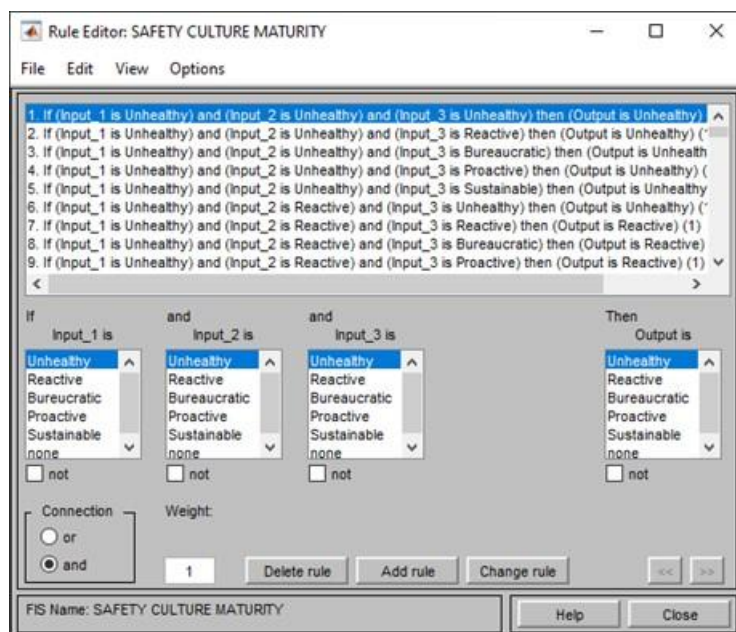 Rule Editor: SAFETY CULTURE MATURITY
File Edit View Options
1. If (Input_1 is Unhealthy) and (Input_2 is Unhealthy) and (Input_3 is Unhealthy) then (Output is Unhealthy)
2. If (Input_1 is Unhealthy) and (Input_2 is Unhealthy) and (Input_3 is Reactive) then (Output is Unhealthy) (
3. If (Input_1 is Unhealthy) and (Input_2 is Unhealthy) and (Input_3 is Bureaucratic) then (Output is Unhealth
4. If (Input_1 is Unhealthy) and (Input_2 is Unhealthy) and (Input_3 is Proactive) then (Output is Unhealthy) (
5. If (Input_1 is Unhealthy) and (Input_2 is Unhealthy) and (Input_3 is Sustainable) then (Output is Unhealthy
6. If (Input_1 is Unhealthy) and (Input_2 is Reactive) and (Input_3 is Unhealthy) then (Output is Unhealthy) (
7. If (Input_1 is Unhealthy) and (Input_2 is Reactive) and (Input_3 is Reactive) then (Output is Reactive) (1)
8. If (Input_1 is Unhealthy) and (Input_2 is Reactive) and (Input_3 is Bureaucratic) then (Output is Reactive)
9. If (Input_1 is Unhealthy) and (Input_2 is Reactive) and (Input_3 is Proactive) then (Output is Reactive) (1)
If and and Then
Input_1 is Input_2 is Input_3 is Output is
Unhealthy Unhealthy Unhealthy Unhealthy
Reactive Reactive Reactive Reactive
Bureaucratic Bureaucratic Bureaucratic Bureaucratic
Proactive Proactive Proactive Proactive
Sustainable Sustainable Sustainable Sustainable
none none none none
not not not not
Connection Weight:
or
and 1 Delete rule Add rule Change rule << >>
FIS Name: SAFETY CULTURE MATURITY Help Close